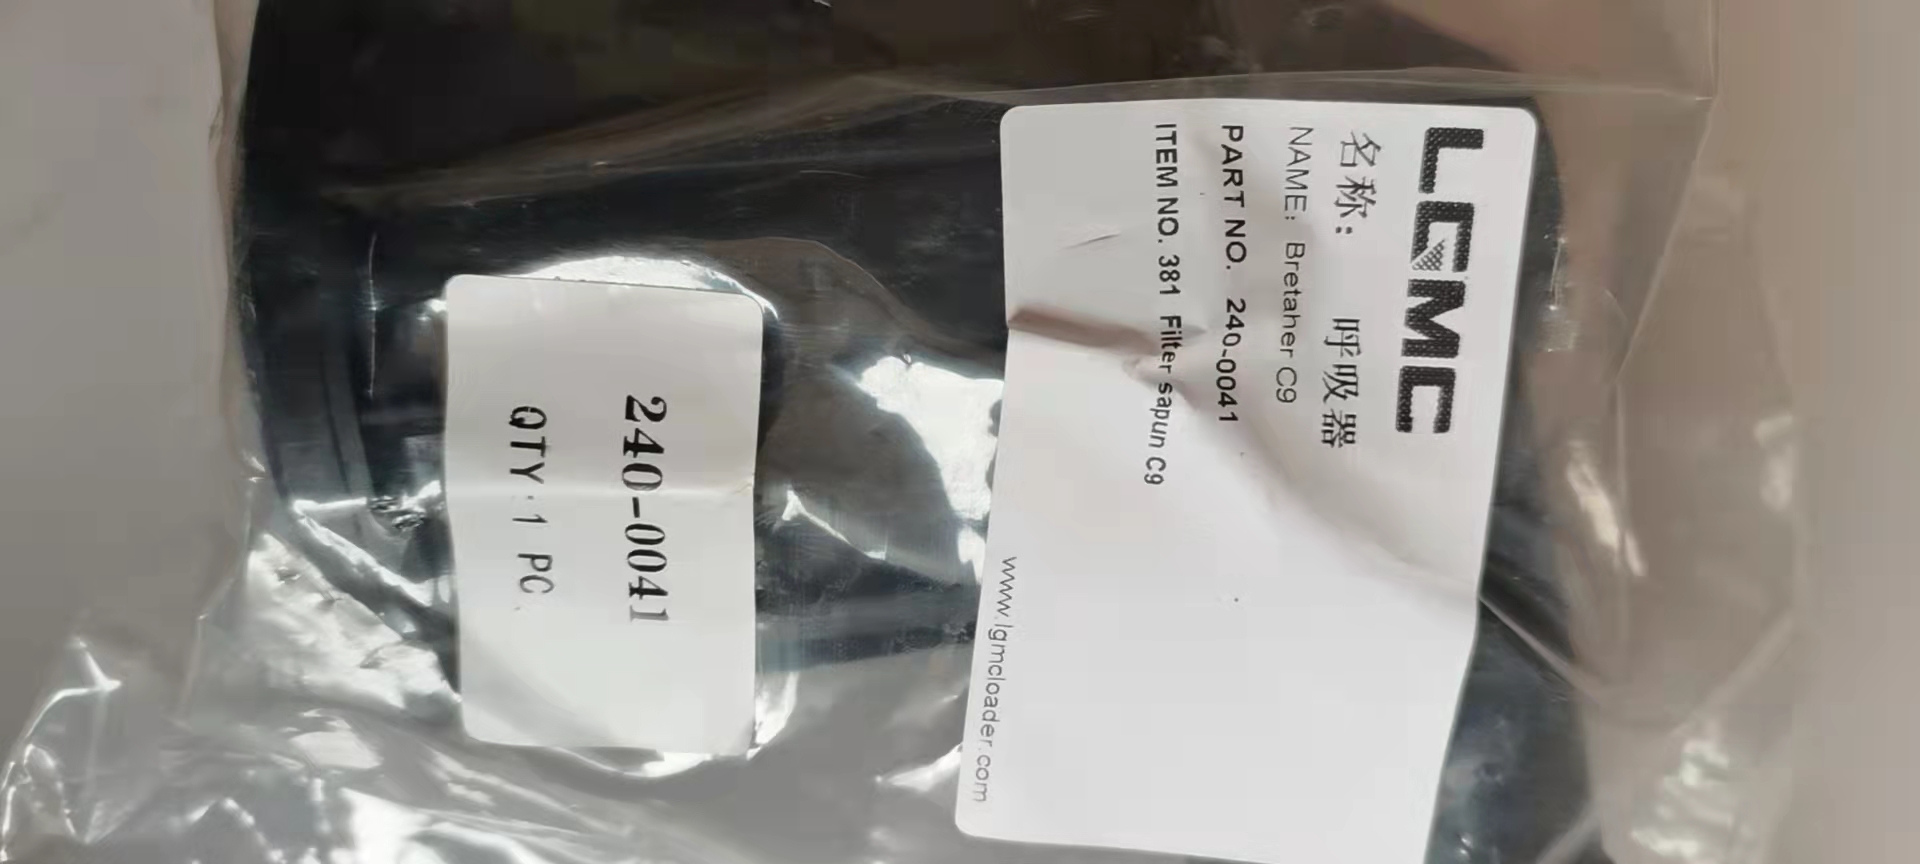 LGMC
名称: 呼吸器
NAME: Bretaher C9
PART NO. 240-0041
ITEM NO. 381 Filter sapun C9
www.lgmcloader.com
240-0041
QTY:1 PC